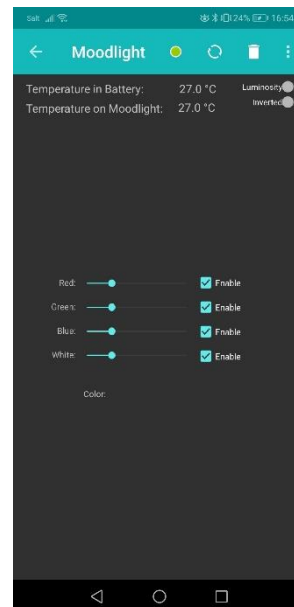 Salt 24% 16:54
Moodlight
Temperature in Battery: 27.0 °C Luminosity
Temperature on Moodlight: 27.0 °C Inverted
Red: Enable
Green: Enable
Blue: Enable
White: Enable
Color: